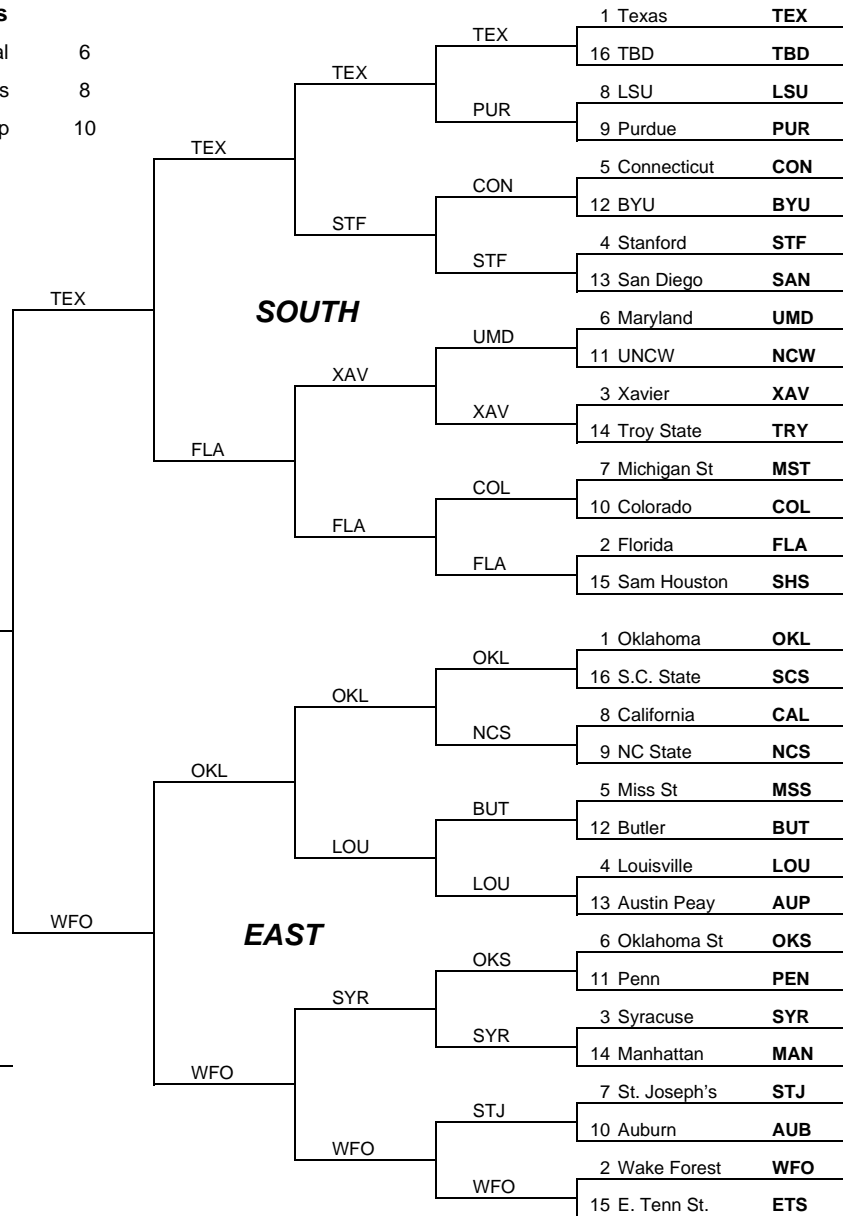 s
al 6
s 8
p 10
TEX
WFO
TEX
FLA
OKL
WFO
TEX
STF
XAV
FLA
OKL
LOU
SYR
WFO
TEX
PUR
CON
STF
UMD
XAV
COL
FLA
OKL
NCS
BUT
LOU
OKS
SYR
STJ
WFO
SOUTH
1 Texas TEX
16 TBD TBD
8 LSU LSU
9 Purdue PUR
5 Connecticut CON
12 BYU BYU
4 Stanford STF
13 San Diego SAN
6 Maryland UMD
11 UNCW NCW
3 Xavier XAV
14 Troy State TRY
7 Michigan St MST
10 Colorado COL
2 Florida FLA
15 Sam Houston SHS
EAST
1 Oklahoma OKL
16 S.C. State SCS
8 California CAL
9 NC State NCS
5 Miss St MSS
12 Butler BUT
4 Louisville LOU
13 Austin Peay AUP
6 Oklahoma St OKS
11 Penn PEN
3 Syracuse SYR
14 Manhattan MAN
7 St. Joseph's STJ
10 Auburn AUB
2 Wake Forest WFO
15 E. Tenn St. ETS